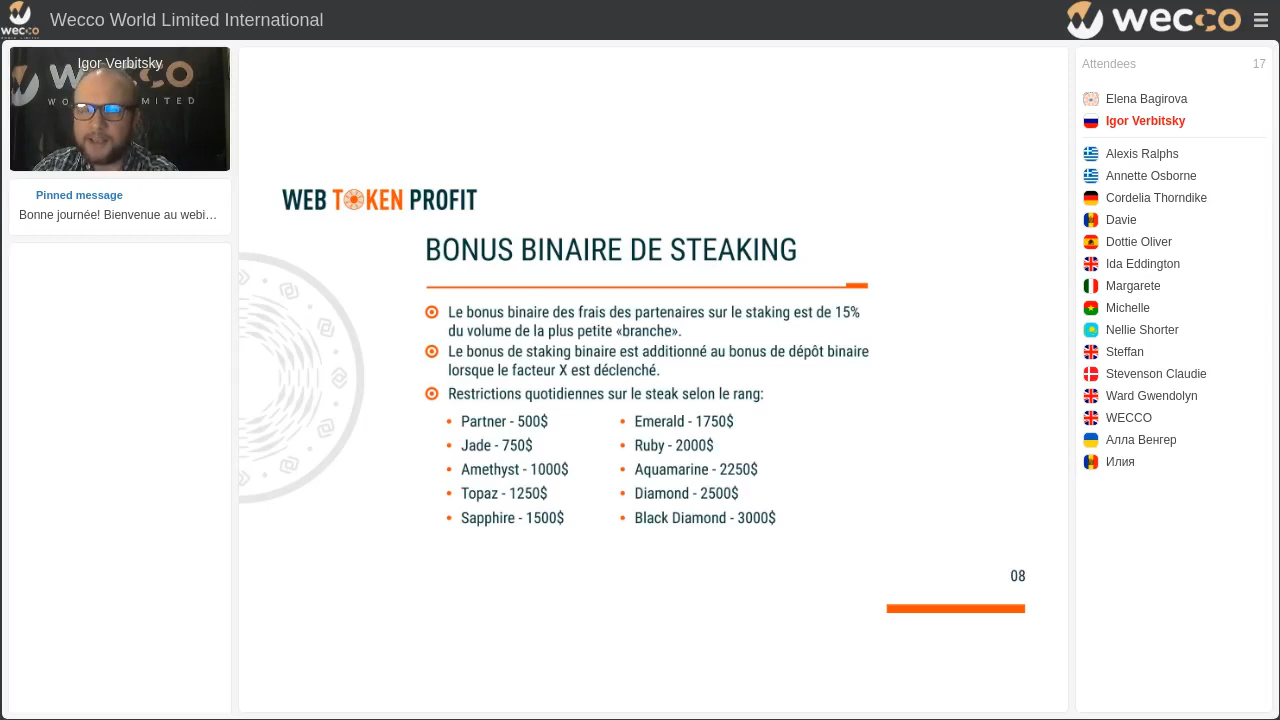 Wecco World Limited International
wecco
wecco
Igor Verbitsky
Pinned message
Bonne journée! Bienvenue au webi…
WEB TOKEN PROFIT
BONUS BINAIRE DE STEAKING
Le bonus binaire des frais des partenaires sur le staking est de 15%
du volume de la plus petite «branche».
Le bonus de staking binaire est additionné au bonus de dépôt binaire
lorsque le facteur X est déclenché.
Restrictions quotidiennes sur le steak selon le rang:
Partner - 500$
Jade - 750$
Amethyst - 1000$
Topaz - 1250$
Sapphire - 1500$
Emerald - 1750$
Ruby - 2000$
Aquamarine - 2250$
Diamond - 2500$
Black Diamond - 3000$
08
Attendees 17
Elena Bagirova
Igor Verbitsky
Alexis Ralphs
Annette Osborne
Cordelia Thorndike
Davie
Dottie Oliver
Ida Eddington
Margarete
Michelle
Nellie Shorter
Steffan
Stevenson Claudie
Ward Gwendolyn
WECCO
Алла Венгер
Илия